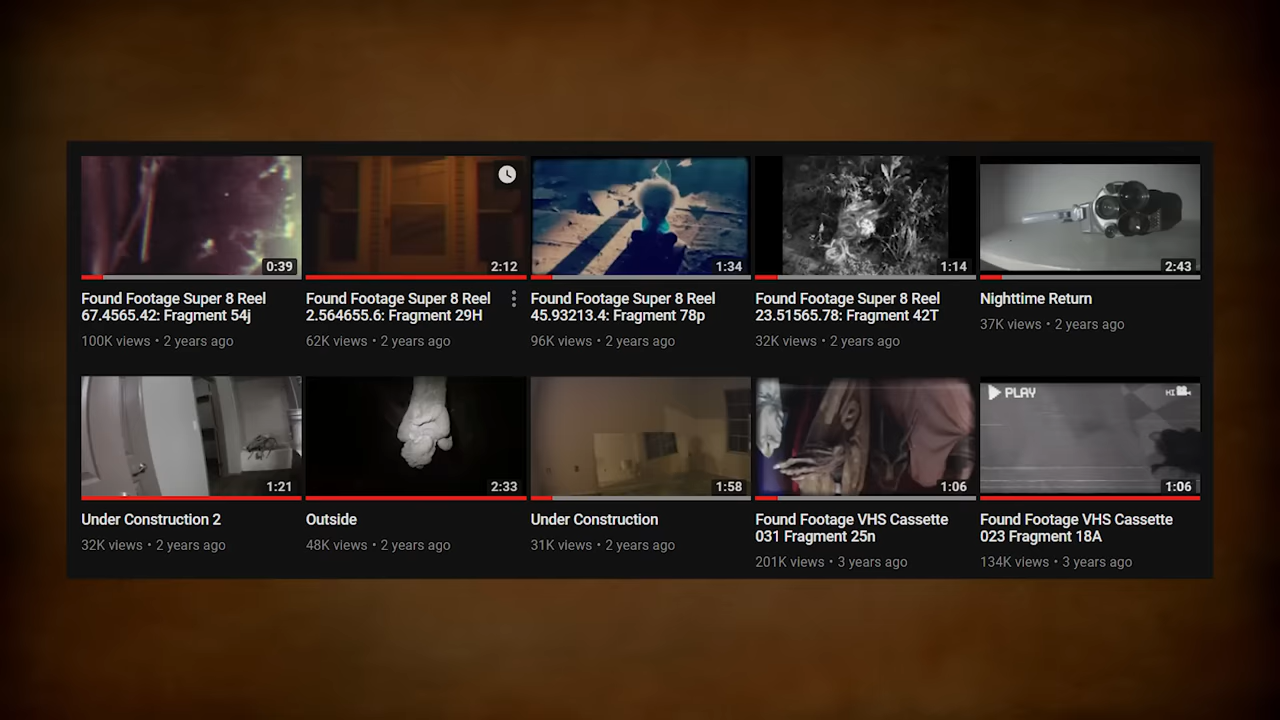 0:39
2:12
1:34
1:14
2:43
Found Footage Super 8 Reel
67.4565.42: Fragment 54j
100K views • 2 years ago
Found Footage Super 8 Reel
2.564655.6: Fragment 29H
62K views • 2 years ago
Found Footage Super 8 Reel
45.93213.4: Fragment 78p
96K views • 2 years ago
Found Footage Super 8 Reel
23.51565.78: Fragment 42T
32K views • 2 years ago
Nighttime Return
37K views • 2 years ago
1:21
2:33
1:58
1:06
PLAY
HI
1:06
Under Construction 2
32K views • 2 years ago
Outside
48K views • 2 years ago
Under Construction
31K views • 2 years ago
Found Footage VHS Cassette
031 Fragment 25n
201K views • 3 years ago
Found Footage VHS Cassette
023 Fragment 18A
134K views • 3 years ago